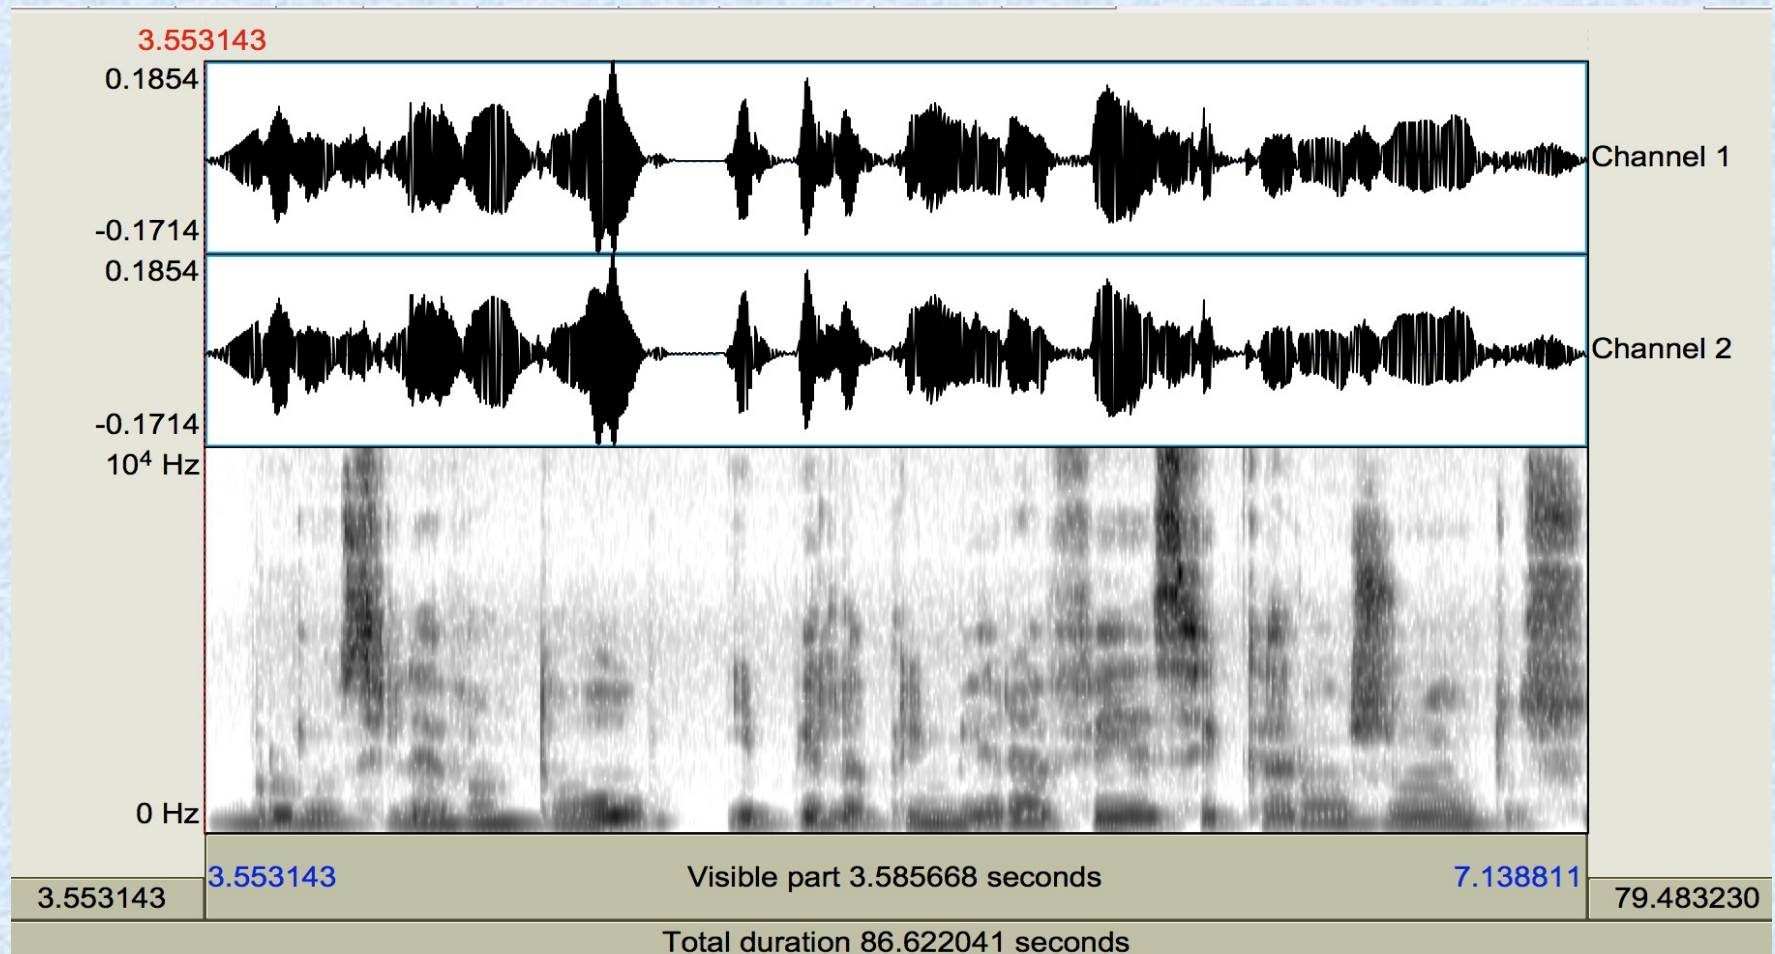 3.553143
0.1854
Channel 1
-0.1714
0.1854
Channel 2
-0.1714
10⁴ Hz
0 Hz
3.553143 Visible part 3.585668 seconds 7.138811
3.553143 79.483230
Total duration 86.622041 seconds